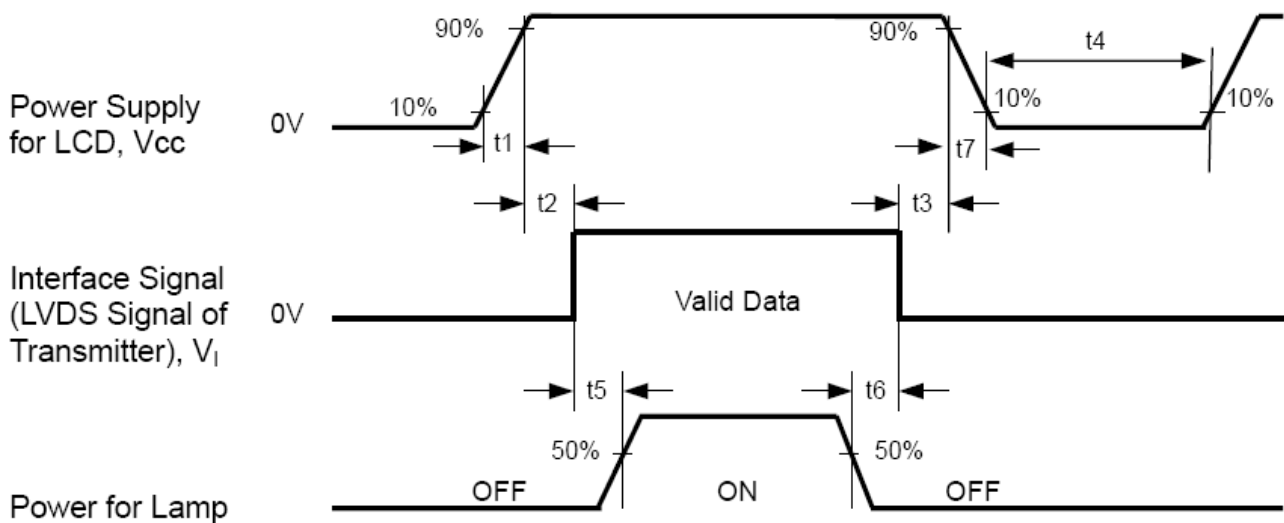 90%
90%
t4
Power Supply
for LCD, Vcc
0V
10%
10%
10%
t1
t7
t2
t3
Interface Signal
(LVDS Signal of
Transmitter), VI
0V
Valid Data
t5
t6
50%
50%
Power for Lamp
OFF
ON
OFF